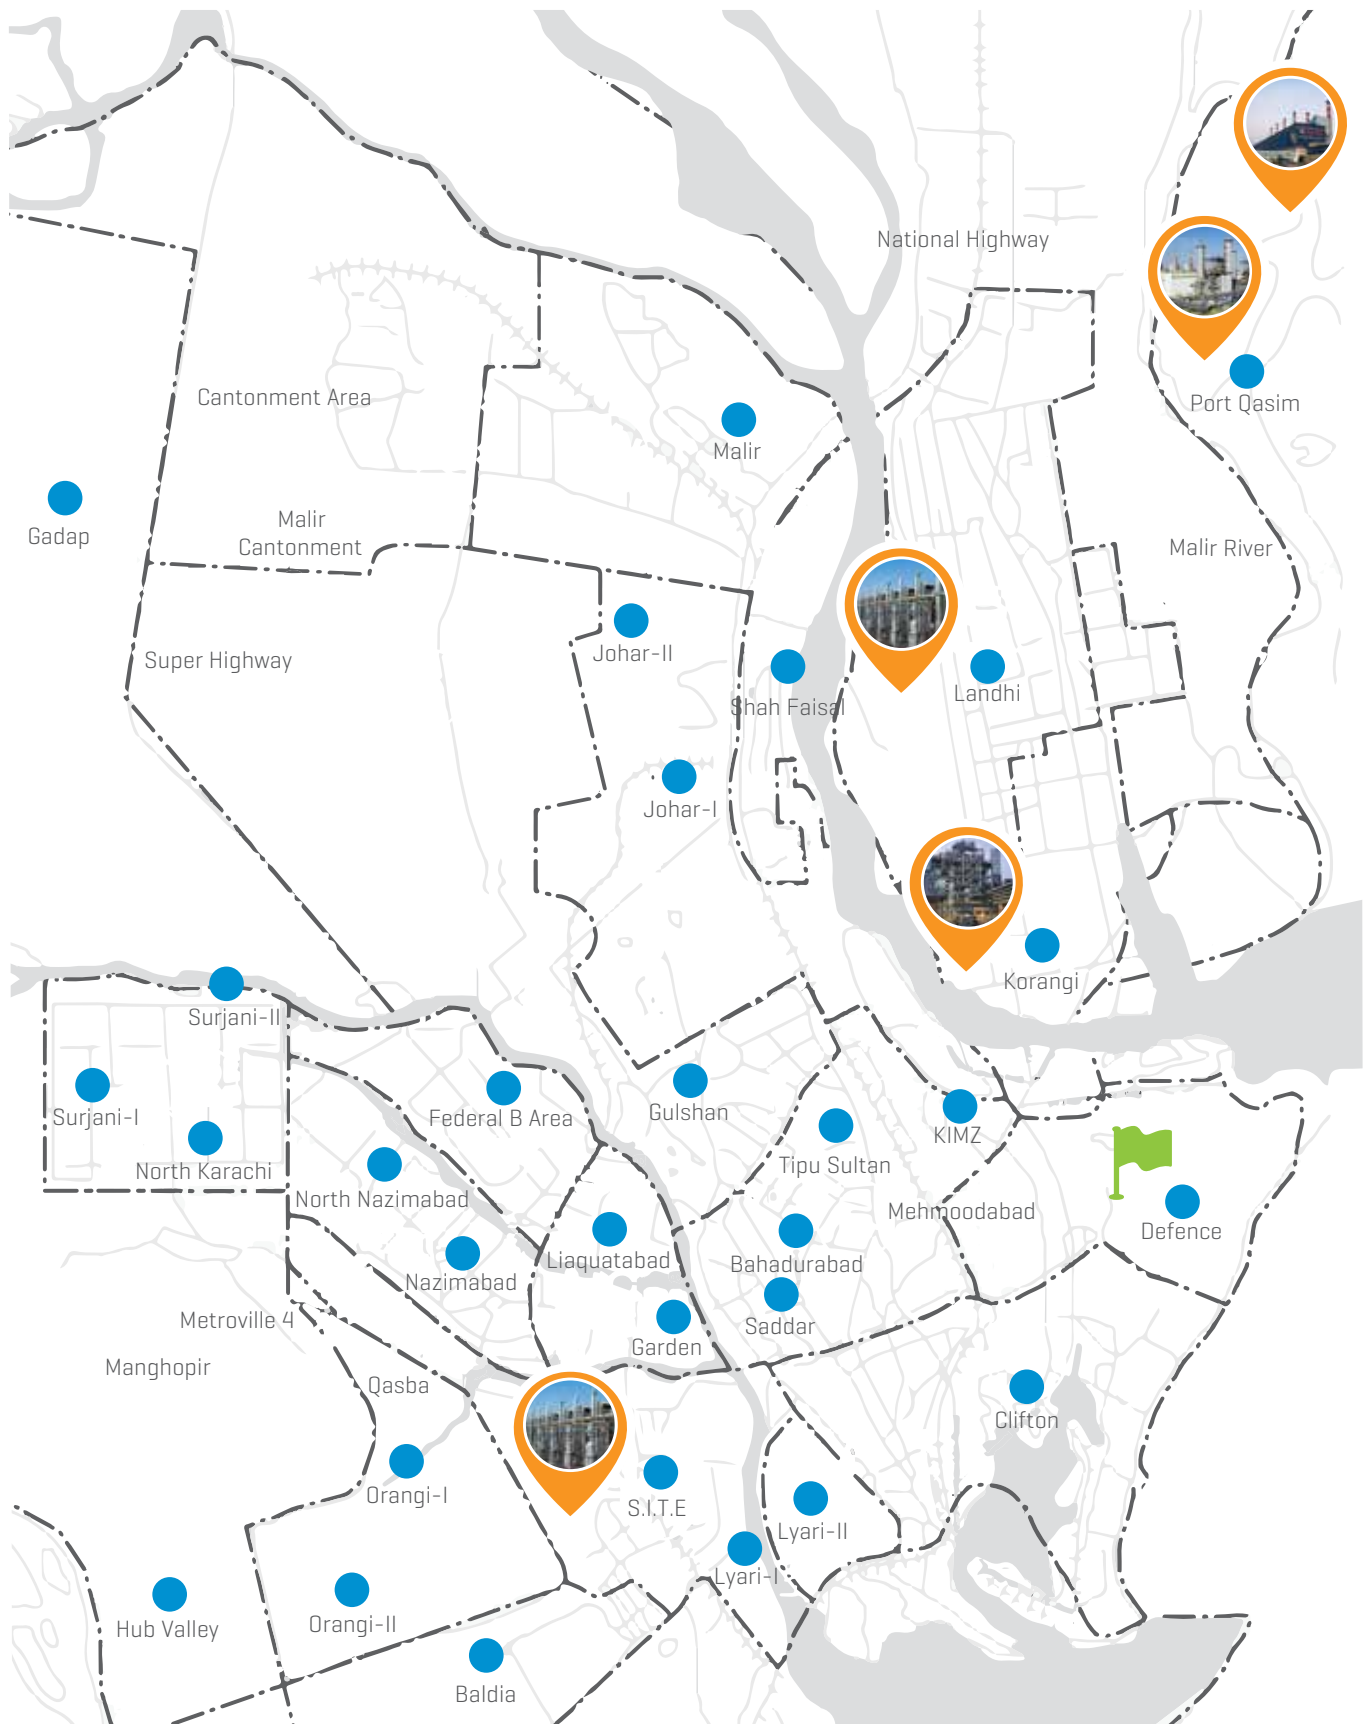 National Highway
Cantonment Area
Port Qasim
Malir
Malir
Cantonment
Gadap
Malir River
Super Highway
Johar-II
Shah Faisal
Landhi
Johar-I
Korangi
Surjani-II
Surjani-I
Federal B Area
Gulshan
KIMZ
North Karachi
Tipu Sultan
North Nazimabad
Mehmoodabad
Defence
Liaquatabad
Bahadurabad
Nazimabad
Metroville 4
Saddar
Garden
Manghopir
Qasba
Clifton
Orangi-I
S.I.T.E
Lyari-II
Lyari-I
Hub Valley
Orangi-II
Baldia